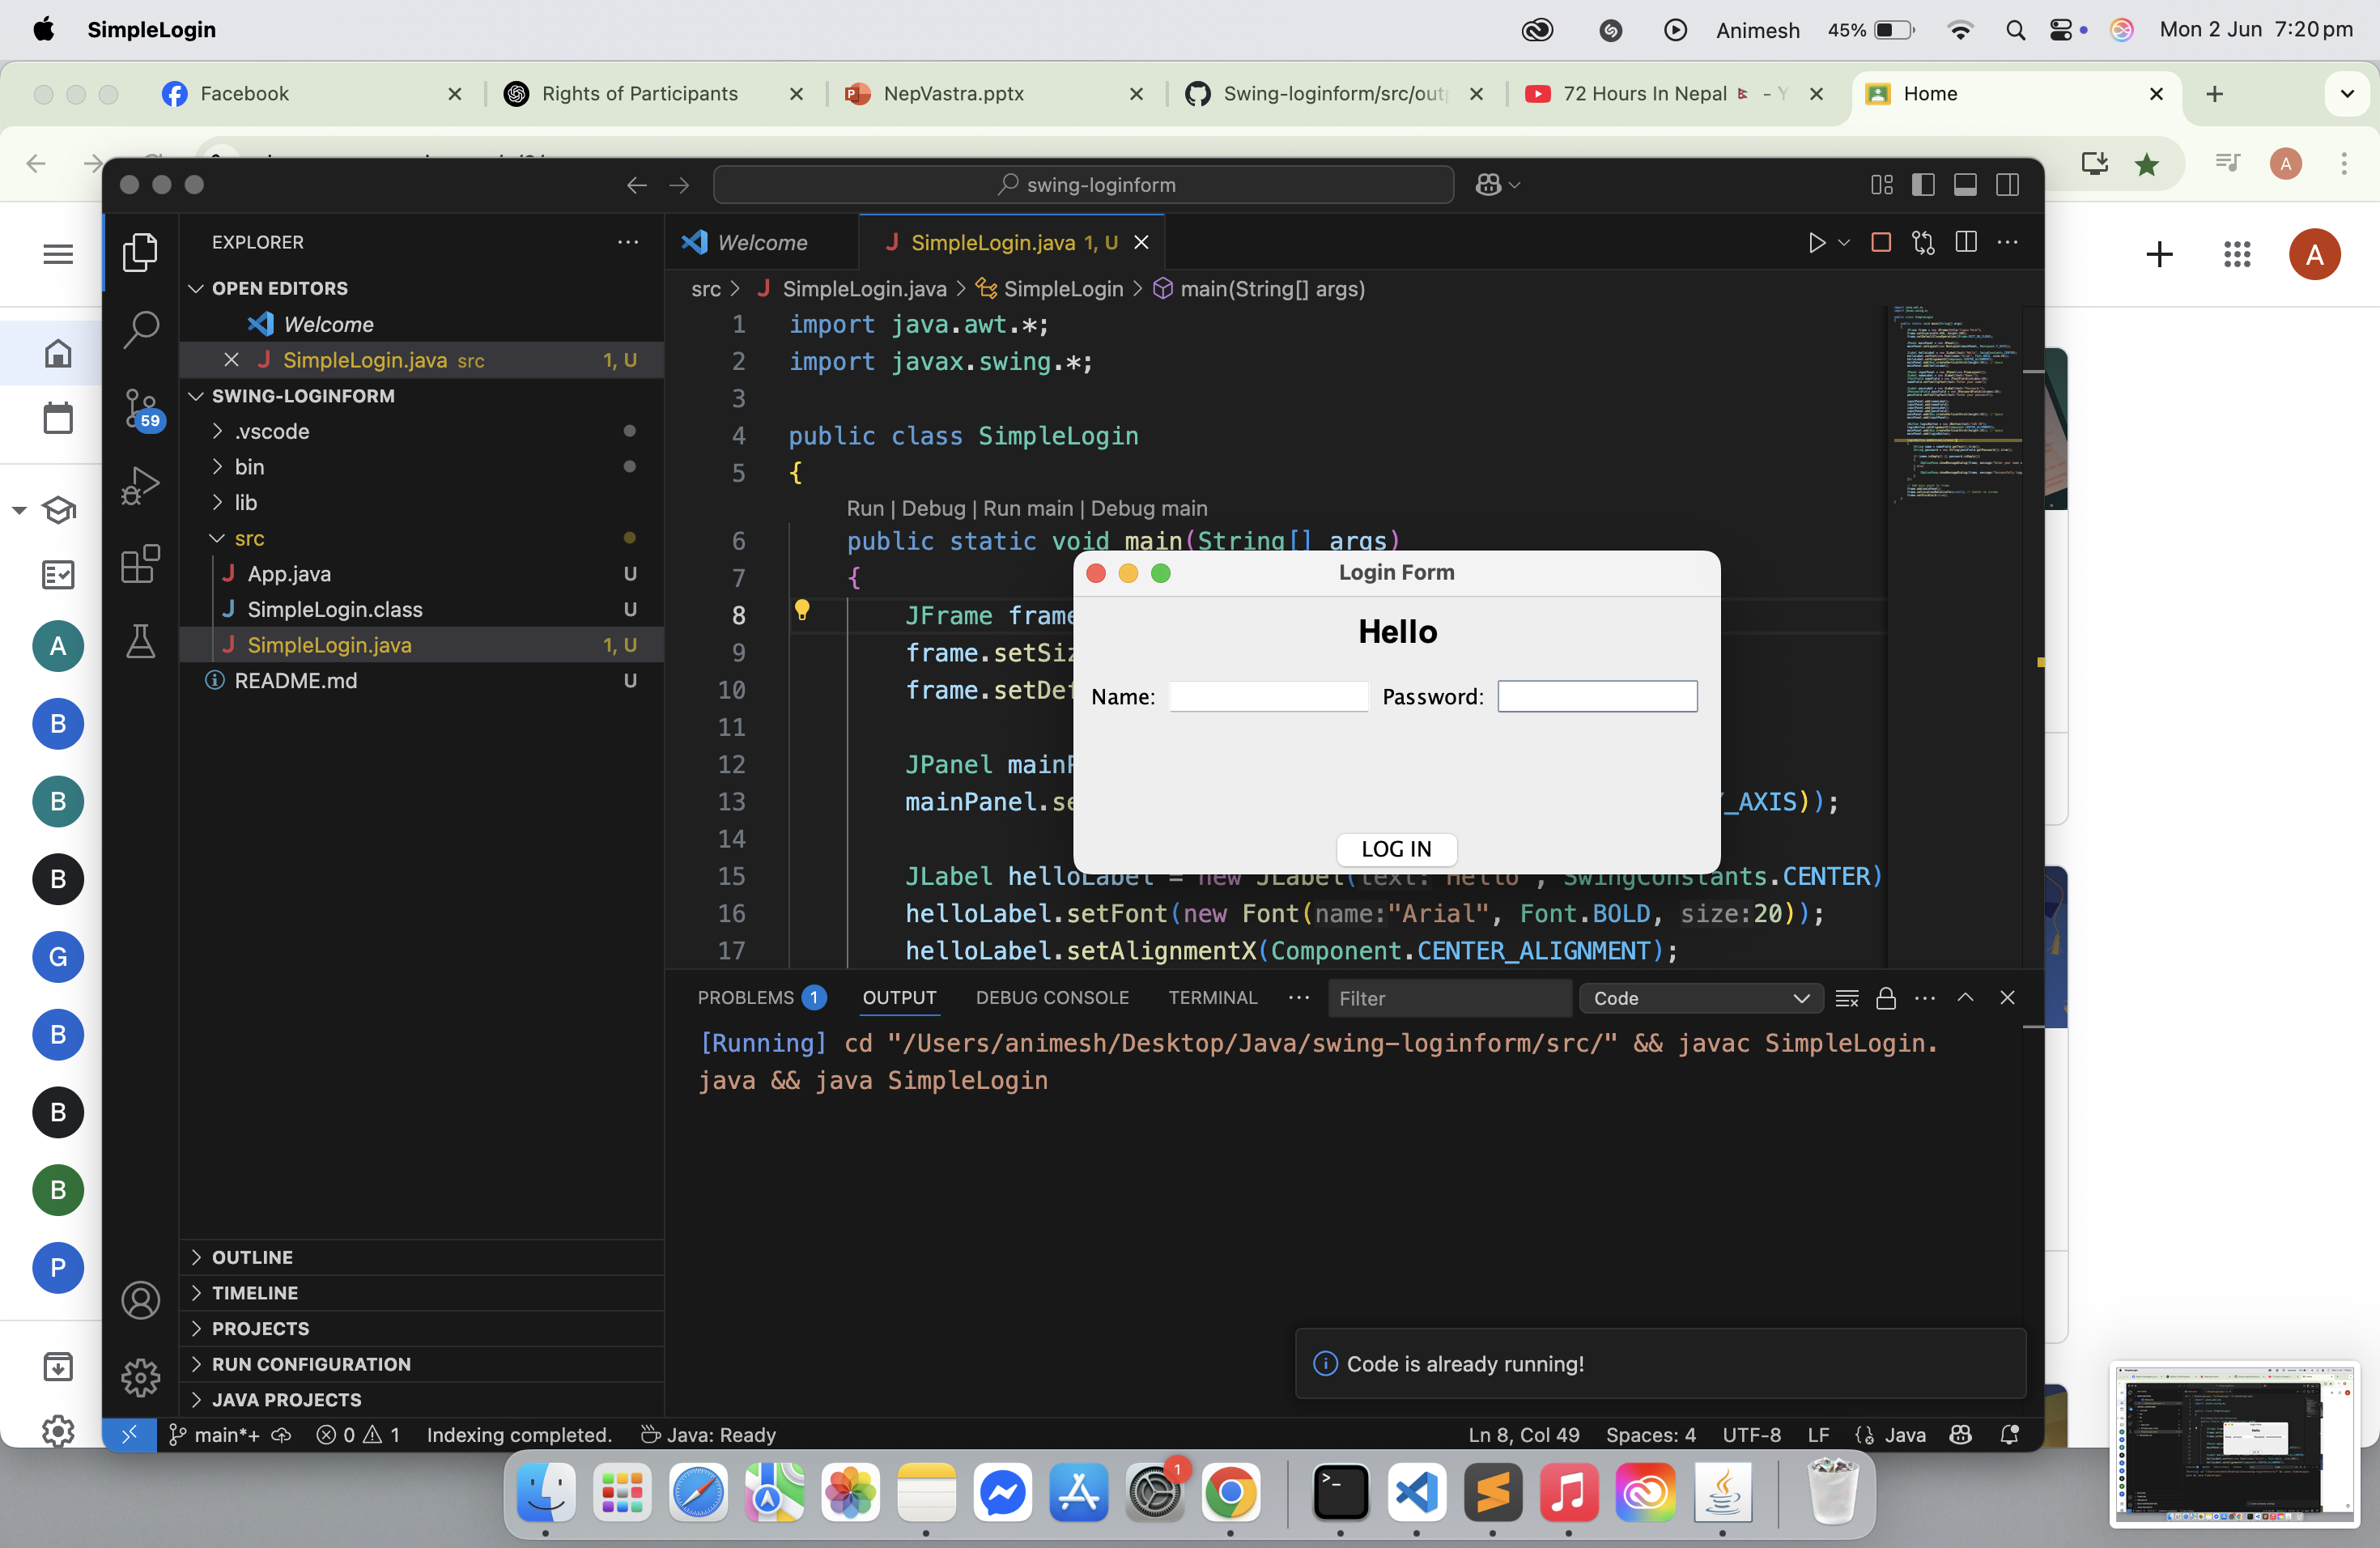 SimpleLogin
Animesh
45%
Mon 2 Jun 7:20 pm
Facebook
Rights of Participants
NepVastra.pptx
Swing-loginform/src/outp
72 Hours In Nepal
- Y
Home
A
swing-loginform
A
EXPLORER
OPEN EDITORS
Welcome
SimpleLogin.java src 1, U
SWING-LOGINFORM
59
.vscode
bin
lib
src
App.java U
SimpleLogin.class U
SimpleLogin.java 1, U
README.md U
OUTLINE
TIMELINE
PROJECTS
RUN CONFIGURATION
JAVA PROJECTS
A
B
B
B
G
B
B
B
P
Welcome
SimpleLogin.java 1, U
src > SimpleLogin.java > SimpleLogin > main(String[] args)
1 import java.awt.*;
2 import javax.swing.*;
3
4 public class SimpleLogin
5 {
Run | Debug | Run main | Debug main
6 public static void main(String[] args)
7 {
8 JFrame frame
9 frame.setSiz
10 frame.setDef
11
12 JPanel mainP
13 mainPanel.se Y_AXIS));
14
15 JLabel helloLabel = new JLabel(text: "Hello", SwingConstants.CENTER)
16 helloLabel.setFont(new Font(name:"Arial", Font.BOLD, size:20));
17 helloLabel.setAlignmentX(Component.CENTER_ALIGNMENT);
Login Form
Hello
Name:
Password:
LOG IN
PROBLEMS 1
OUTPUT
DEBUG CONSOLE
TERMINAL
Filter
Code
[Running] cd "/Users/animesh/Desktop/Java/swing-loginform/src/" && javac SimpleLogin.
java && java SimpleLogin
Code is already running!
main*+
0
1
Indexing completed.
Java: Ready
Ln 8, Col 49
Spaces: 4
UTF-8
LF
Java
1